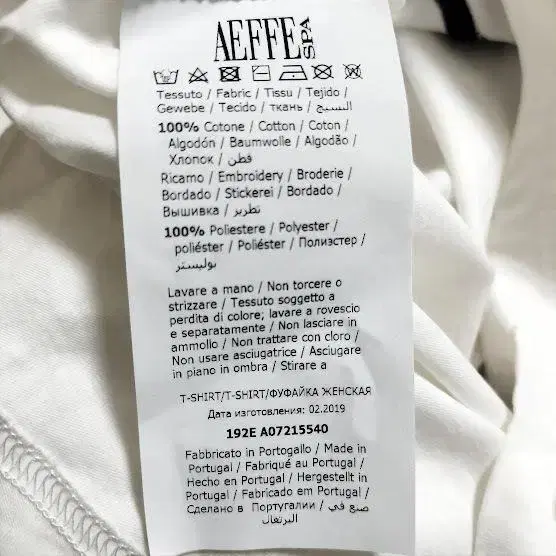 AEFFE SPA
Tessuto / Fabric / Tissu / Tejido /
Gewebe / Tecido / ткань / النسيج
100% Cotone / Cotton / Coton /
Algodón / Baumwolle / Algodão /
Хлопок / قطن
Ricamo / Embroidery / Broderie /
Bordado / Stickerei / Bordado /
Вышивка / تطريز
100% Poliestere / Polyester /
poliéster / Poliéster / Полиэстер /
بوليستر
Lavare a mano / Non torcere o
strizzare / Tessuto soggetto a
perdita di colore; lavare a rovescio
e separatamente / Non lasciare in
ammollo / Non trattare con cloro /
Non usare asciugatrice / Asciugare
in piano in ombra / Stirare a
T-SHIRT/T-SHIRT/ФУФАЙКА ЖЕНСКАЯ
Дата изготовления: 02.2019
192E A07215540
Fabbricato in Portogallo / Made in
Portugal / Fabriqué au Portugal /
Hecho en Portugal / Hergestellt in
Portugal / Fabricado em Portugal /
Сделано в Португалии / صنع في
البرتغال